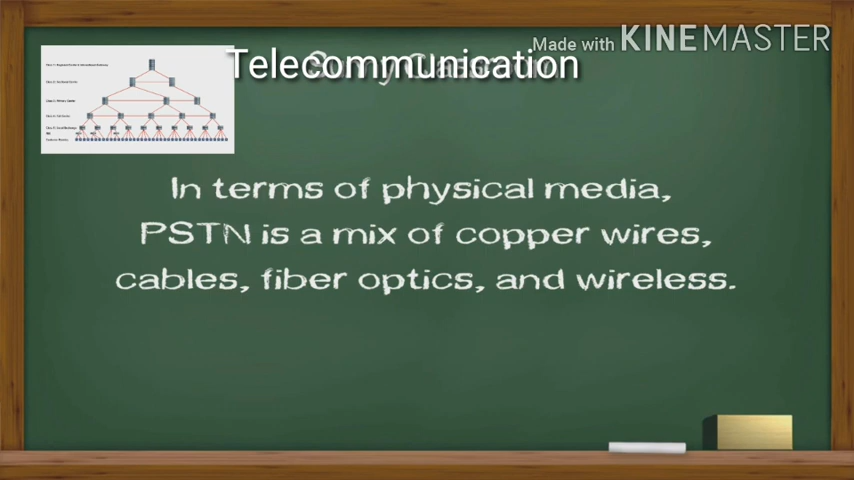 Made with KINEMASTER
Telecommunisation
In terms of physical media,
PSTN is a mix of copper wires,
cables, fiber optics, and wireless.